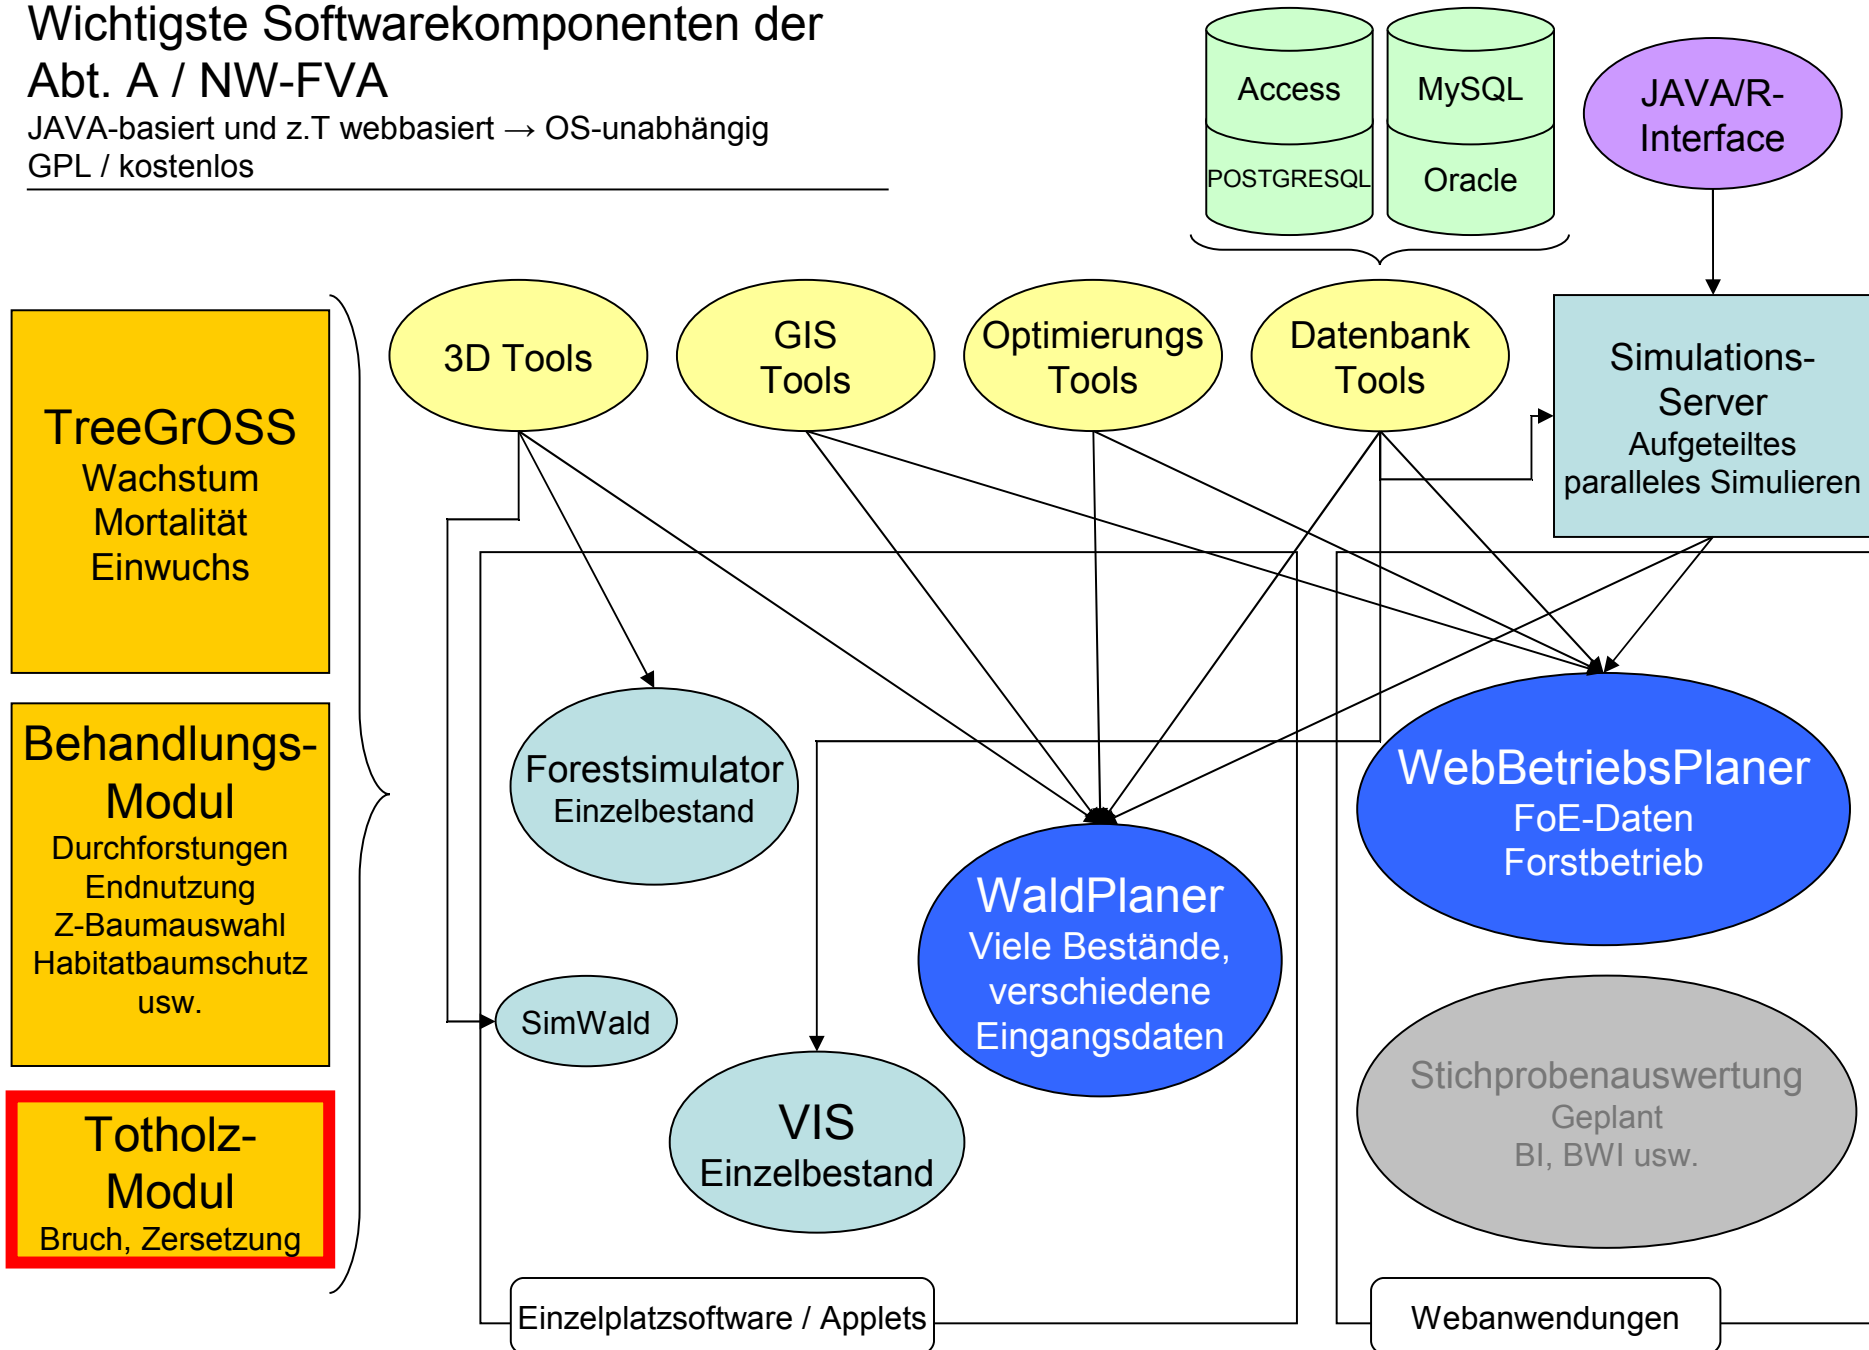 Wichtigste Softwarekomponenten der
Abt. A / NW-FVA
JAVA-basiert und z.T webbasiert → OS-unabhängig
GPL / kostenlos
Access
POSTGRESQL
MySQL
Oracle
JAVA/R-
Interface
3D Tools
GIS
Tools
Optimierungs
Tools
Datenbank
Tools
Simulations-
Server
Aufgeteiltes
paralleles Simulieren
TreeGrOSS
Wachstum
Mortalität
Einwuchs
Behandlungs-
Modul
Durchforstungen
Endnutzung
Z-Baumauswahl
Habitatbaumschutz
usw.
Totholz-
Modul
Bruch, Zersetzung
Forestsimulator
Einzelbestand
SimWald
VIS
Einzelbestand
WaldPlaner
Viele Bestände,
verschiedene
Eingangsdaten
WebBetriebsPlaner
FoE-Daten
Forstbetrieb
Stichprobenauswertung
Geplant
BI, BWI usw.
Einzelplatzsoftware / Applets
Webanwendungen